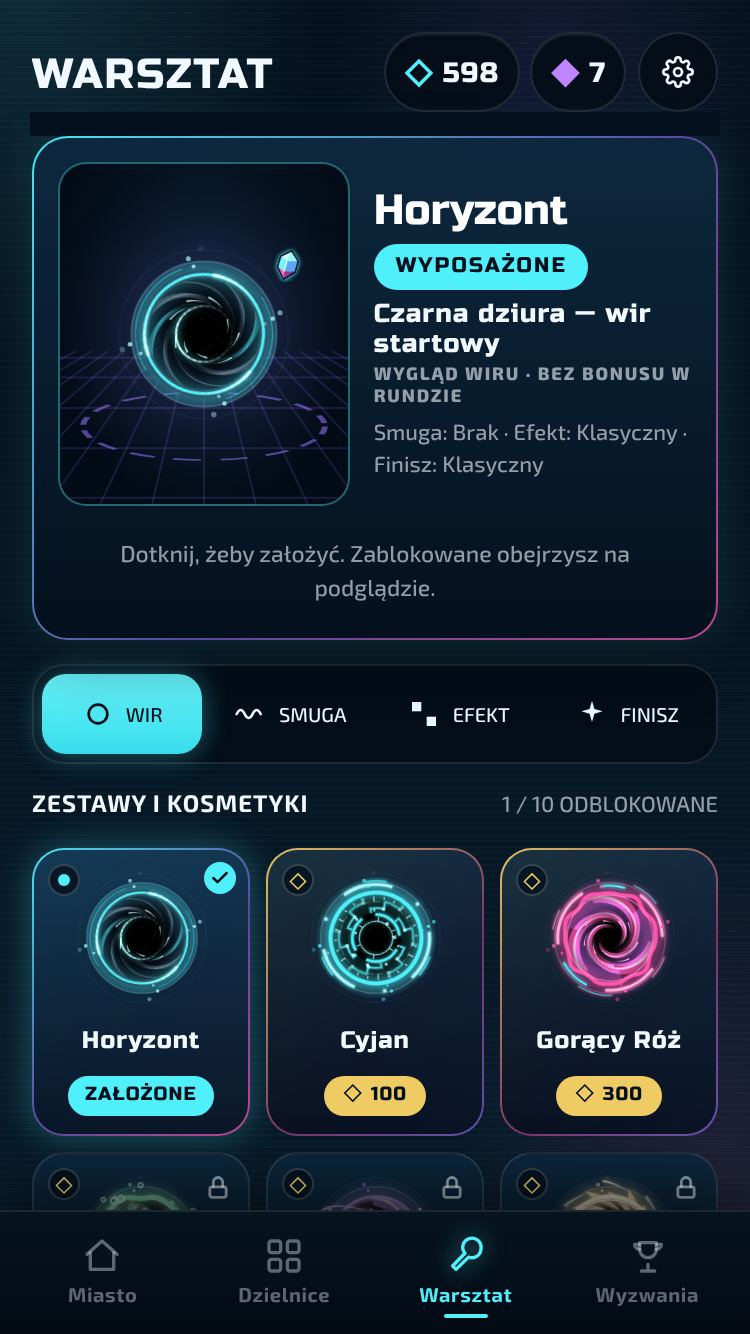 WARSZTAT
598
7
Horyzont
WYPOSAŻONE
Czarna dziura — wir
startowy
WYGLĄD WIRU · BEZ BONUSU W
RUNDZIE
Smuga: Brak · Efekt: Klasyczny ·
Finisz: Klasyczny
Dotknij, żeby założyć. Zablokowane obejrzysz na
podglądzie.
WIR
SMUGA
EFEKT
FINISZ
ZESTAWY I KOSMETYKI
1 / 10 ODBLOKOWANE
Horyzont
Cyjan
Gorący Róż
ZAŁOŻONE
100
300
Miasto
Dzielnice
Warsztat
Wyzwania